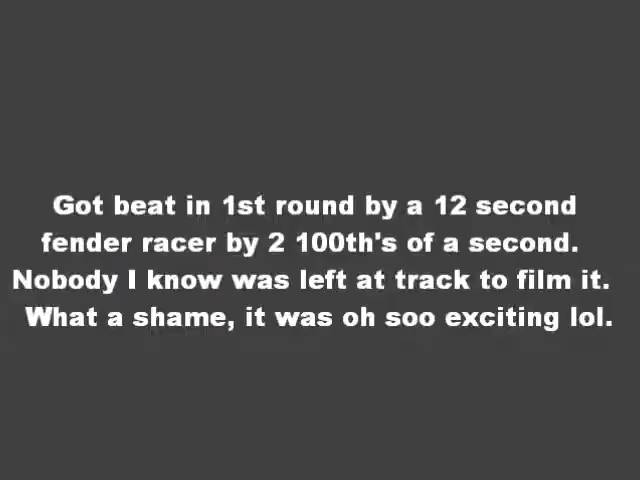 Got beat in 1st round by a 12 second
fender racer by 2 100th's of a second.
Nobody I know was left at track to film it.
What a shame, it was oh soo exciting lol.